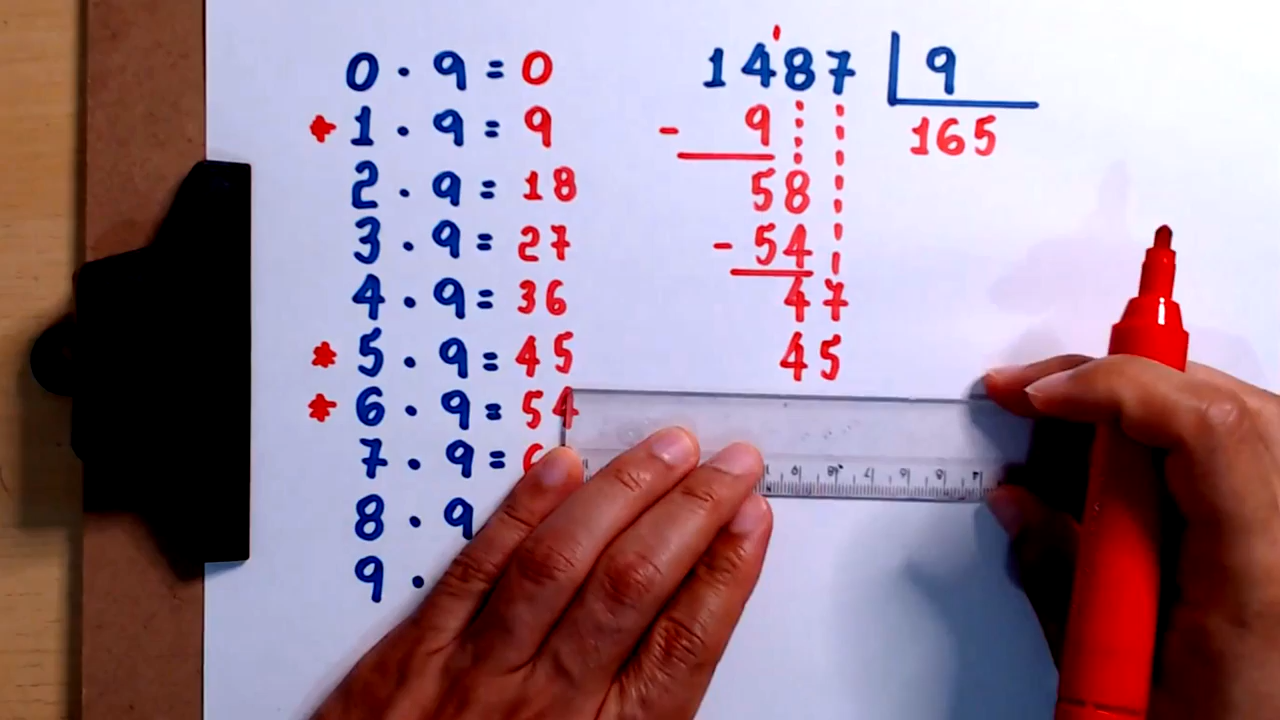 0 · 9 = 0
* 1 · 9 = 9
2 · 9 = 18
3 · 9 = 27
4 · 9 = 36
* 5 · 9 = 45
* 6 · 9 = 54
7 · 9 =
8 · 9
9 ·
1487 9
- 9 165
58
- 54
47
45